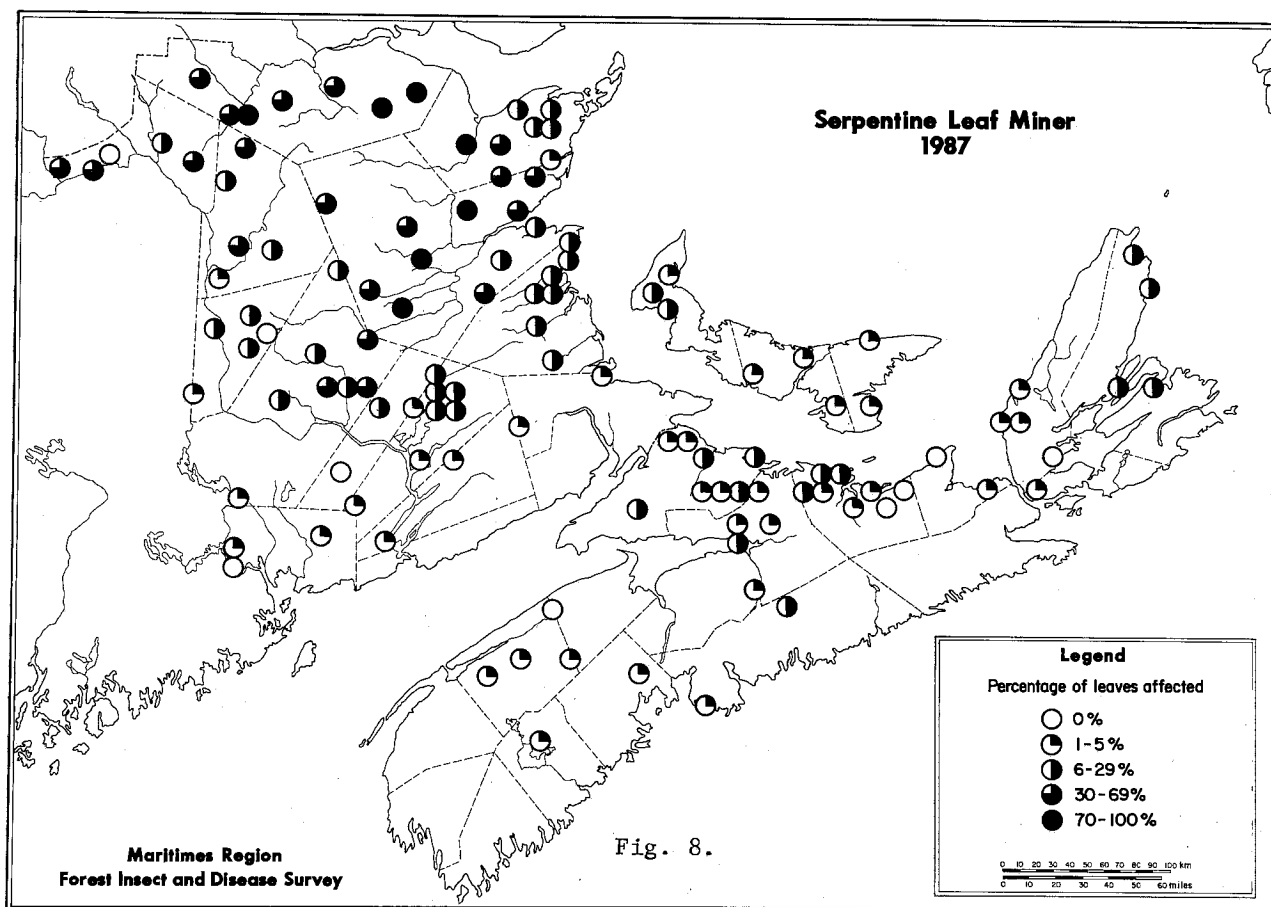 Serpentine Leaf Miner
1987
Legend
Percentage of leaves affected
0%
1-5%
6-29%
30-69%
70-100%
0 10 20 30 40 50 60 70 80 90 100 km
0 10 20 30 40 50 60 miles
Fig. 8.
Maritimes Region
Forest Insect and Disease Survey